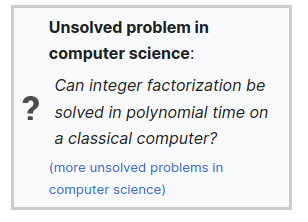 Unsolved problem in
computer science:
? Can integer factorization be
solved in polynomial time on
a classical computer?
(more unsolved problems in
computer science)